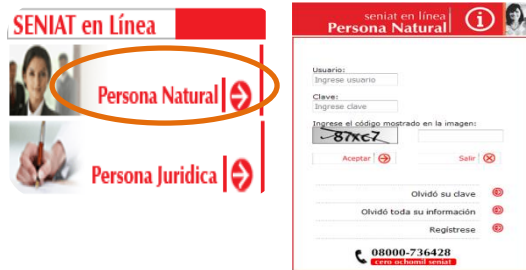 SENIAT en Línea
Persona Natural
Persona Juridica
seniat en línea
Persona Natural
Usuario:
Ingrese usuario
Clave:
Ingrese clave
Ingrese el código mostrado en la imagen:
87xc7
Aceptar
Salir
Olvidó su clave
Olvidó toda su información
Regístrese
08000-736428
cero ochomil seniat